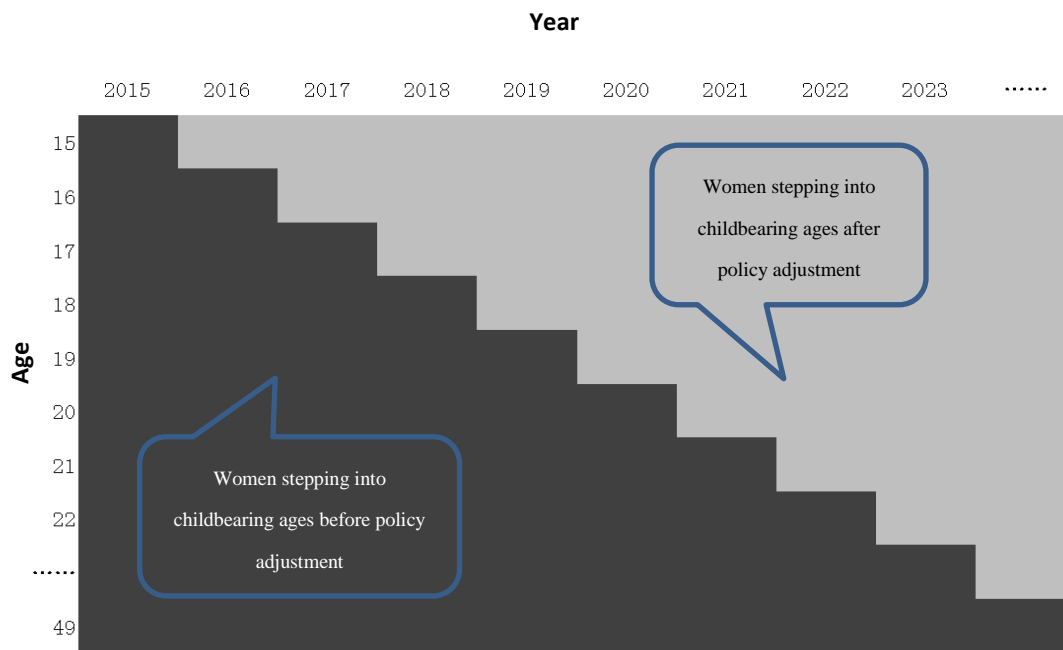 Year
2015 2016 2017 2018 2019 2020 2021 2022 2023 ……
15
16
17
18
19
20
21
22
……
49
Age
Women stepping into
childbearing ages after
policy adjustment
Women stepping into
childbearing ages before policy
adjustment